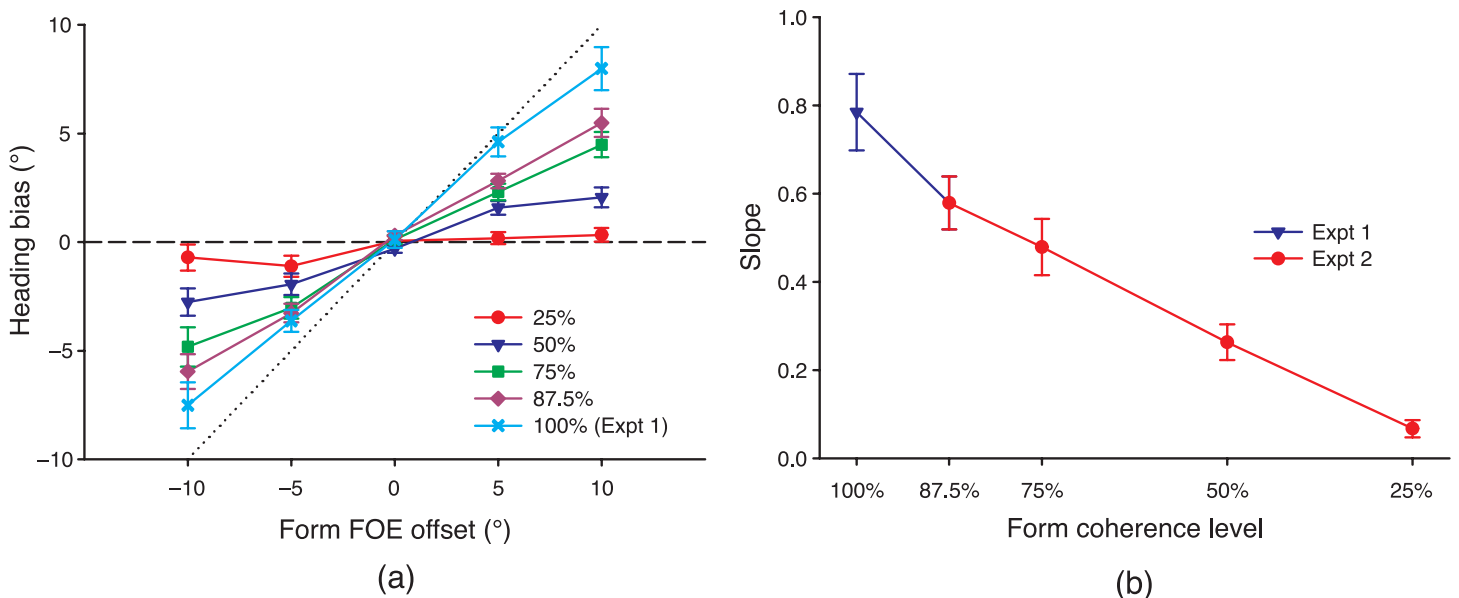 10
5
0
−5
−10
Heading bias (°)
−10
−5
0
5
10
Form FOE offset (°)
25%
50%
75%
87.5%
100% (Expt 1)
(a)
1.0
0.8
0.6
0.4
0.2
0.0
Slope
100%
87.5%
75%
50%
25%
Form coherence level
Expt 1
Expt 2
(b)